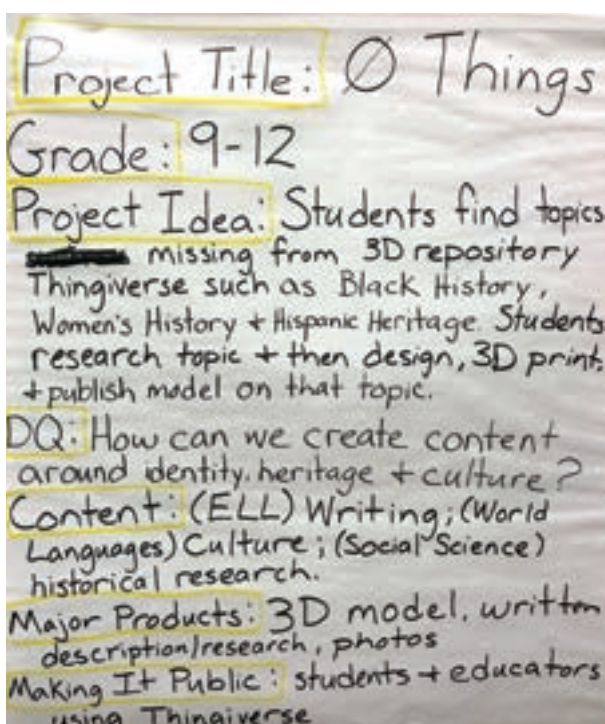 Project Title: Ø Things
Grade: 9-12
Project Idea: Students find topics
missing from 3D repository
Thingiverse such as Black History,
Women's History + Hispanic Heritage. Students
research topic + then design, 3D print,
+ publish model on that topic.
DQ: How can we create content
around identity, heritage + culture?
Content: (ELL) Writing; (World
Languages) Culture; (Social Science)
historical research.
Major Products: 3D model, written
description/research, photos
Making It Public: students + educators
using Thingiverse